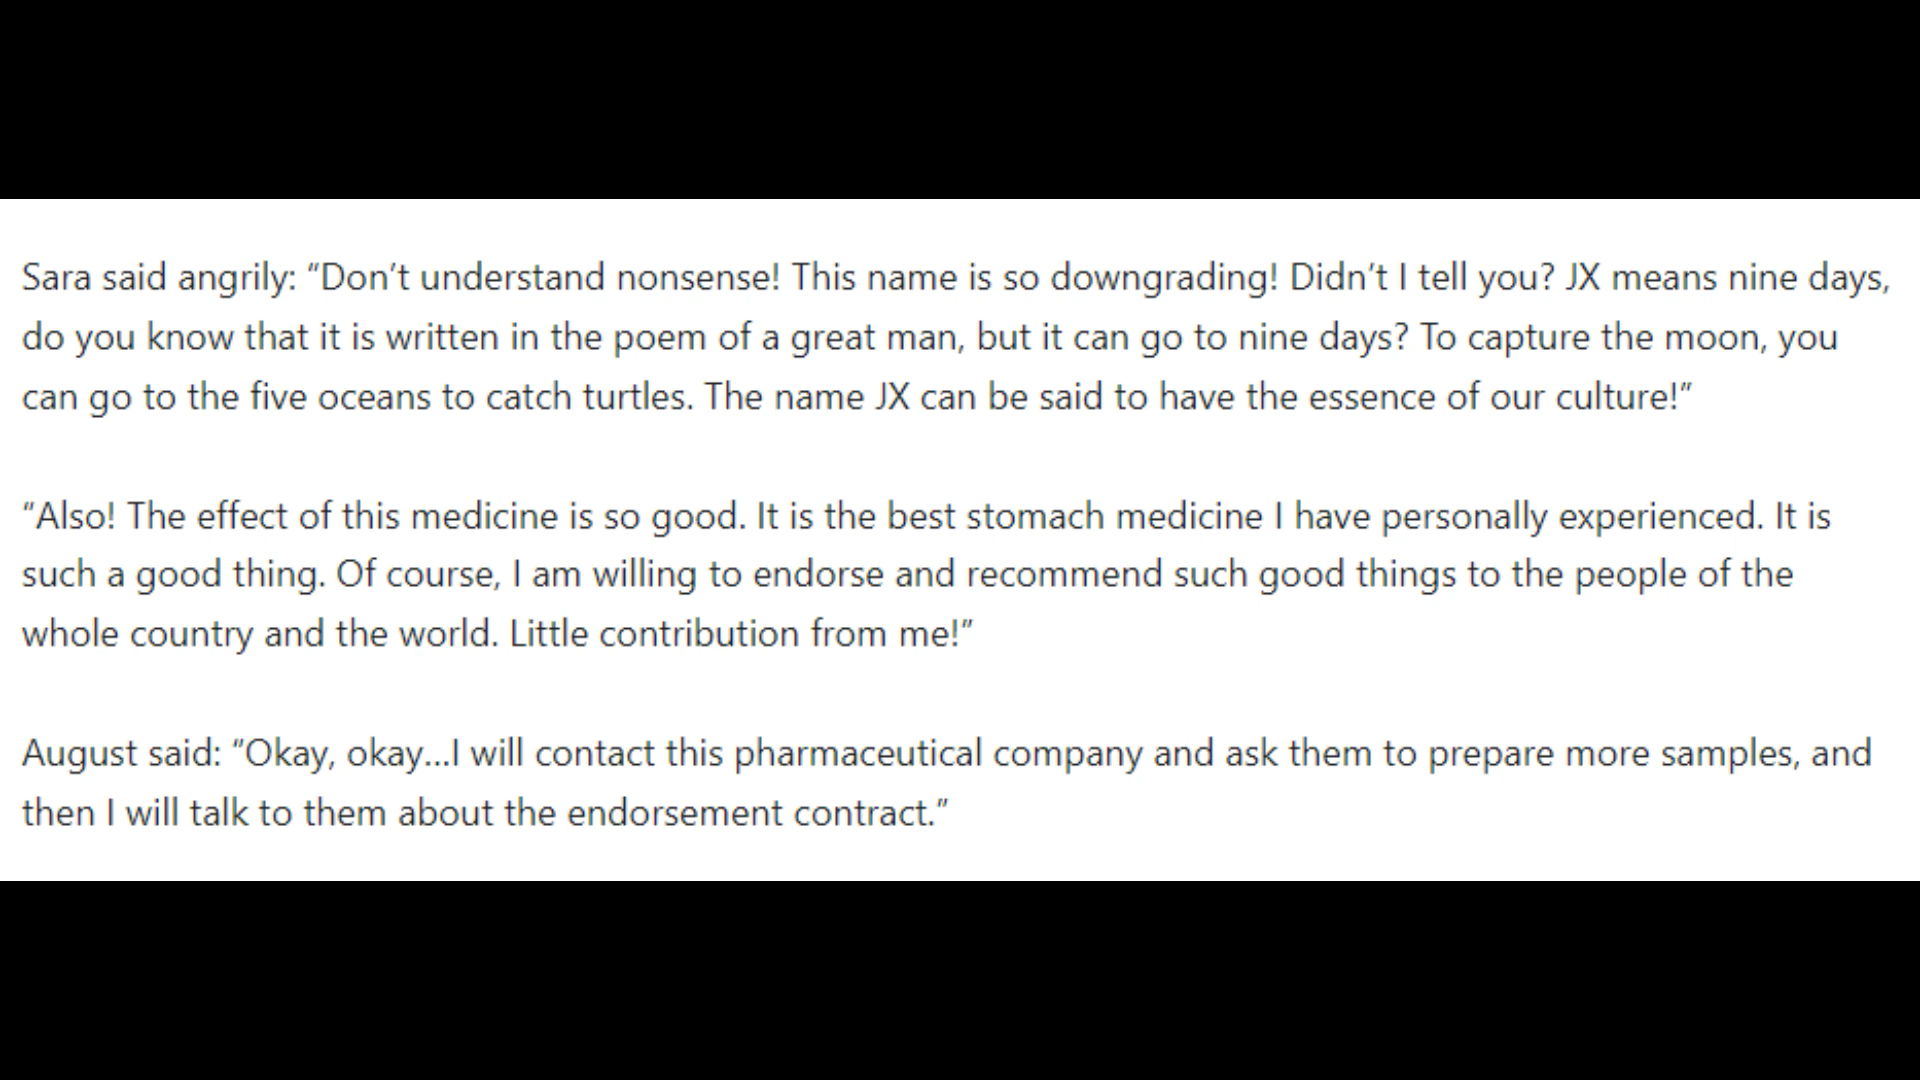 Sara said angrily: “Don’t understand nonsense! This name is so downgrading! Didn’t I tell you? JX means nine days,
do you know that it is written in the poem of a great man, but it can go to nine days? To capture the moon, you
can go to the five oceans to catch turtles. The name JX can be said to have the essence of our culture!”
“Also! The effect of this medicine is so good. It is the best stomach medicine I have personally experienced. It is
such a good thing. Of course, I am willing to endorse and recommend such good things to the people of the
whole country and the world. Little contribution from me!”
August said: “Okay, okay...I will contact this pharmaceutical company and ask them to prepare more samples, and
then I will talk to them about the endorsement contract.”